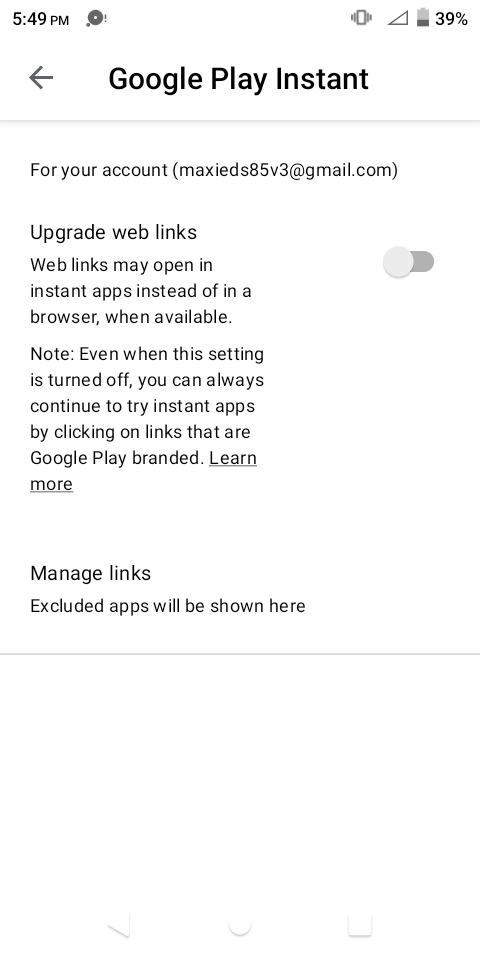 5:49 PM
39%
Google Play Instant
For your account (maxieds85v3@gmail.com)
Upgrade web links
Web links may open in
instant apps instead of in a
browser, when available.
Note: Even when this setting
is turned off, you can always
continue to try instant apps
by clicking on links that are
Google Play branded. Learn
more
Manage links
Excluded apps will be shown here